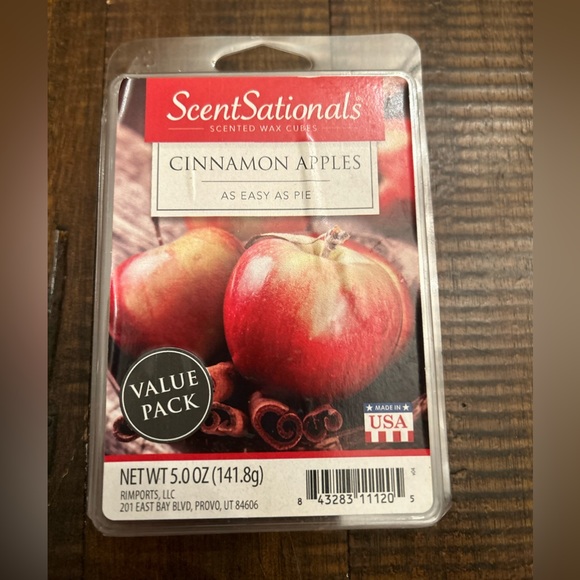 ScentSationals
SCENTED WAX CUBES
CINNAMON APPLES
AS EASY AS PIE
VALUE
PACK
MADE IN
USA
NET WT 5.0 OZ (141.8g)
RIMPORTS, LLC
201 EAST BAY BLVD, PROVO, UT 84606
8 43283 11120 5